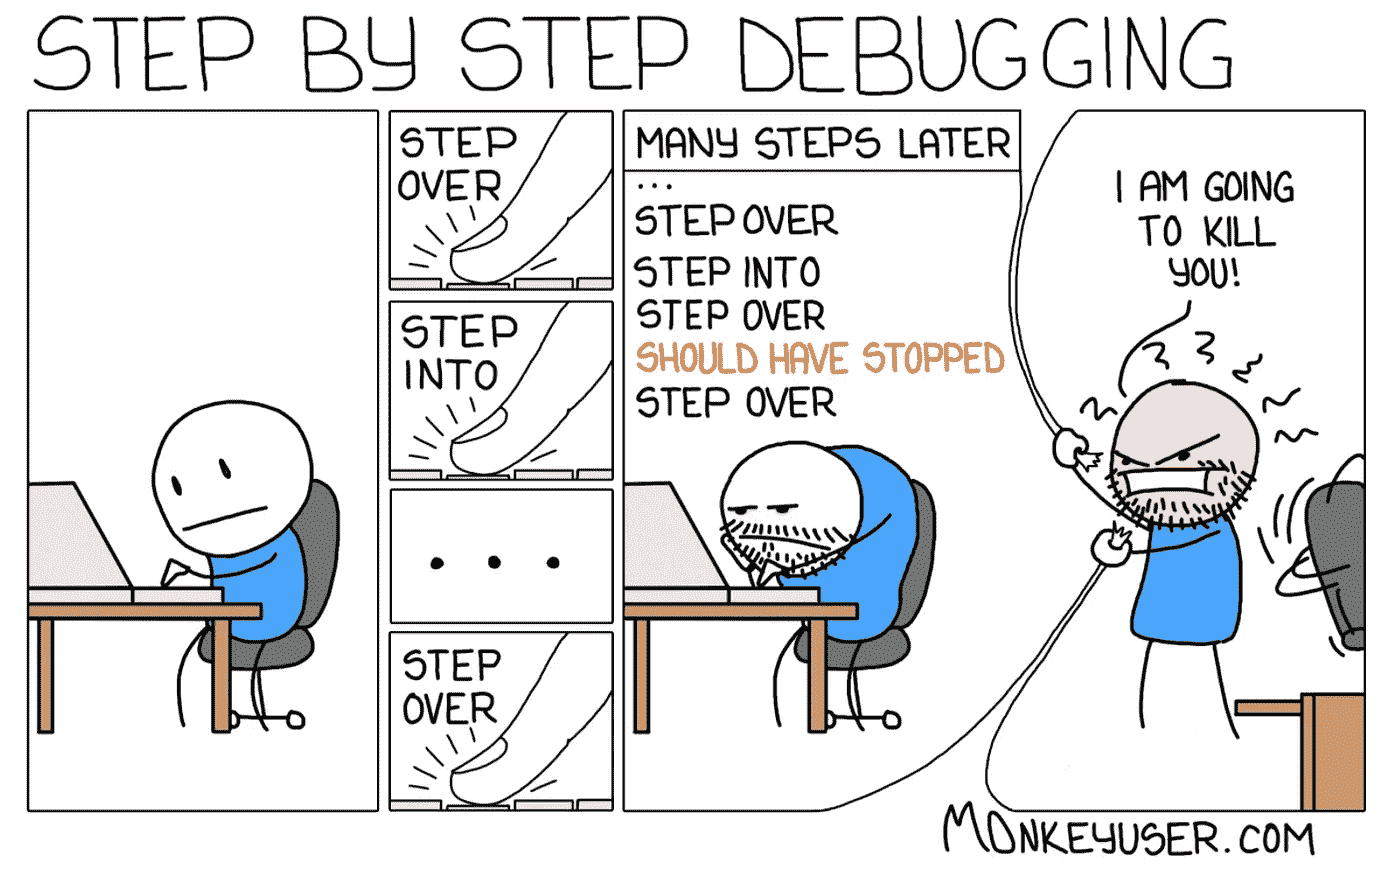 STEP BY STEP DEBUGGING
STEP
OVER
STEP
INTO
...
STEP
OVER
MANY STEPS LATER
...
STEP OVER
STEP INTO
STEP OVER
SHOULD HAVE STOPPED
STEP OVER
I AM GOING
TO KILL
YOU!
MONKEYUSER.COM